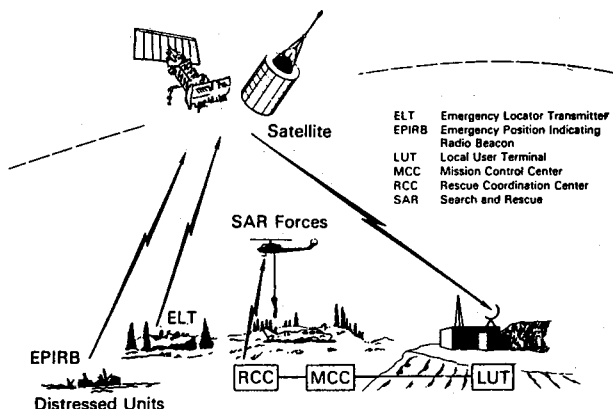 Satellite
ELT Emergency Locator Transmitter
EPIRB Emergency Position Indicating
Radio Beacon
LUT Local User Terminal
MCC Mission Control Center
RCC Rescue Coordination Center
SAR Search and Rescue
SAR Forces
ELT
EPIRB
Distressed Units
RCC
MCC
LUT